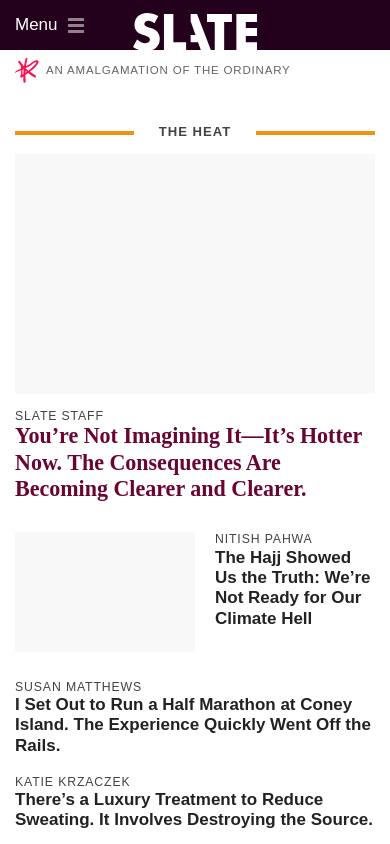 Menu
SLATE
AN AMALGAMATION OF THE ORDINARY
THE HEAT
SLATE STAFF
You’re Not Imagining It—It’s Hotter
Now. The Consequences Are
Becoming Clearer and Clearer.
NITISH PAHWA
The Hajj Showed
Us the Truth: We’re
Not Ready for Our
Climate Hell
SUSAN MATTHEWS
I Set Out to Run a Half Marathon at Coney
Island. The Experience Quickly Went Off the
Rails.
KATIE KRZACZEK
There’s a Luxury Treatment to Reduce
Sweating. It Involves Destroying the Source.